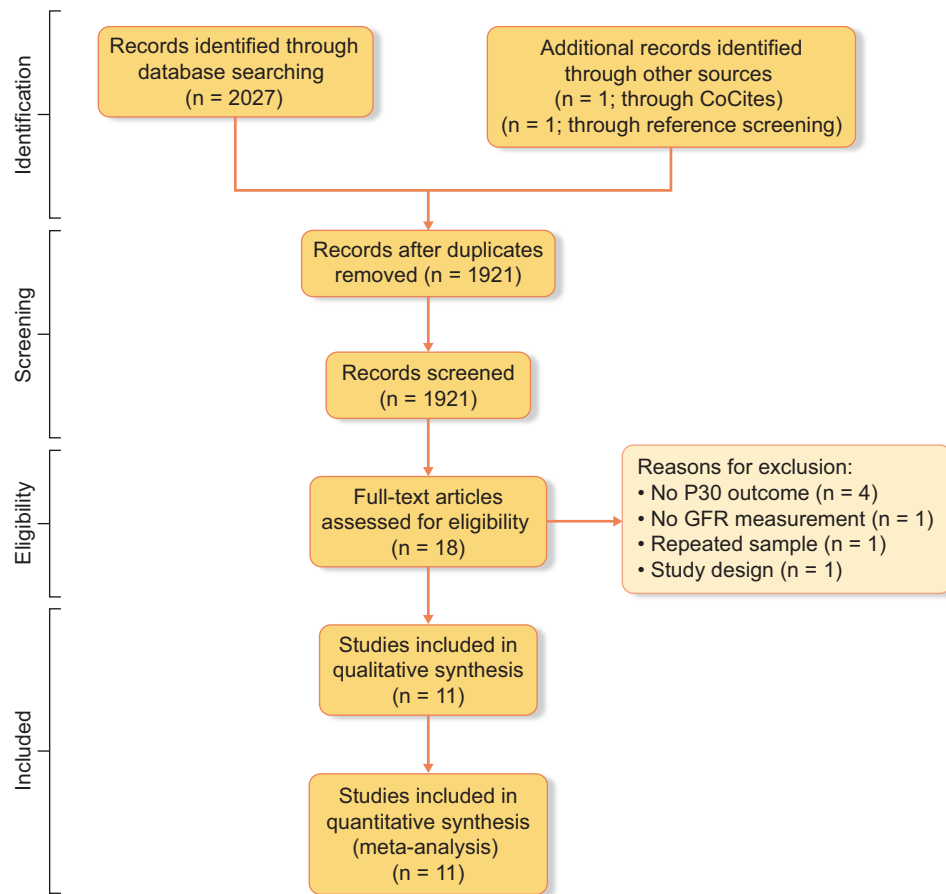 Identification
Records identified through
database searching
(n = 2027)
Additional records identified
through other sources
(n = 1; through CoCites)
(n = 1; through reference screening)
Screening
Records after duplicates
removed (n = 1921)
Records screened
(n = 1921)
Eligibility
Full-text articles
assessed for eligibility
(n = 18)
Reasons for exclusion:
• No P30 outcome (n = 4)
• No GFR measurement (n = 1)
• Repeated sample (n = 1)
• Study design (n = 1)
Included
Studies included in
qualitative synthesis
(n = 11)
Studies included in
quantitative synthesis
(meta-analysis)
(n = 11)